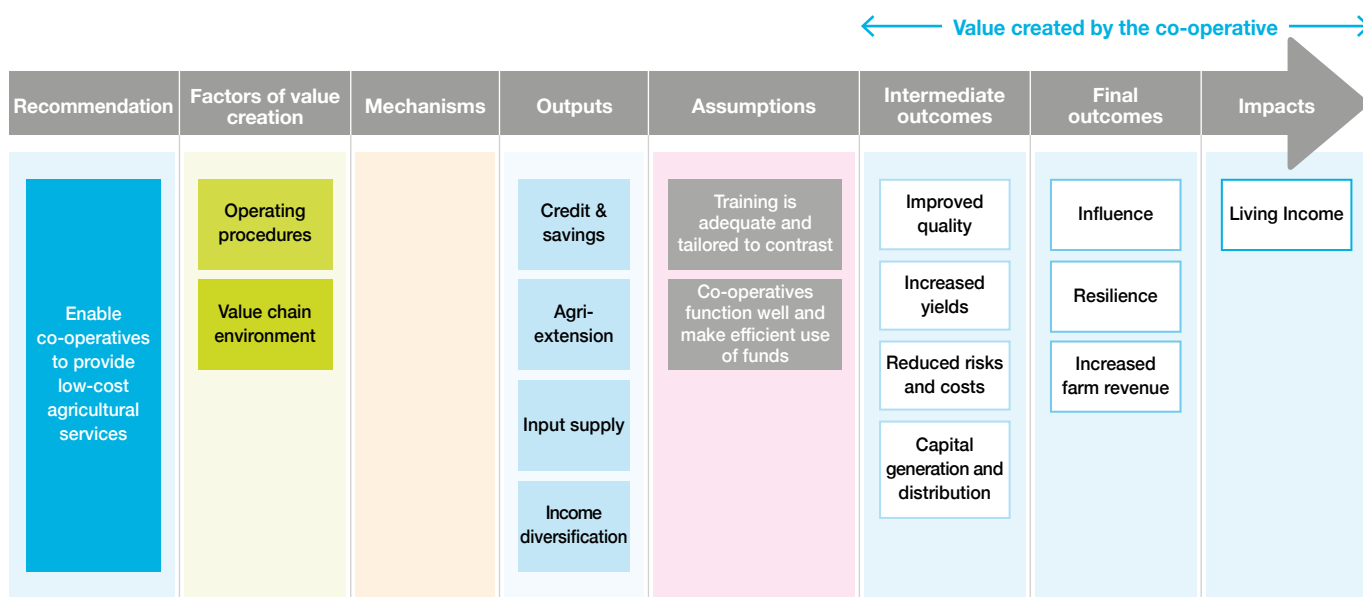 Value created by the co-operative
Recommendation
Factors of value
creation
Mechanisms
Outputs
Assumptions
Intermediate
outcomes
Final
outcomes
Impacts
Enable
co-operatives
to provide
low-cost
agricultural
services
Operating
procedures
Value chain
environment
Credit &
savings
Agri-
extension
Input supply
Income
diversification
Training is
adequate and
tailored to contrast
Co-operatives
function well and
make efficient use
of funds
Improved
quality
Increased
yields
Reduced risks
and costs
Capital
generation and
distribution
Influence
Resilience
Increased
farm revenue
Living Income